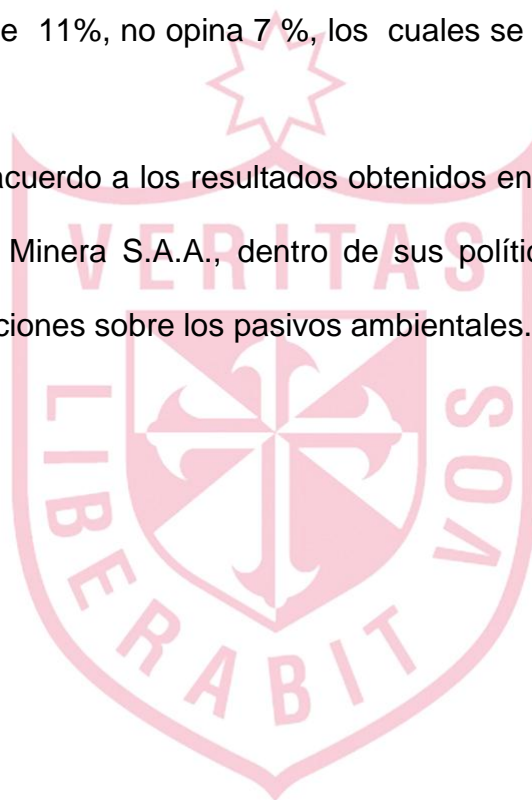 e 11%, no opina 7 %, los cuales se
acuerdo a los resultados obtenidos en
Minera S.A.A., dentro de sus polític
ciones sobre los pasivos ambientales.
VERITAS
LIBERABIT VOS